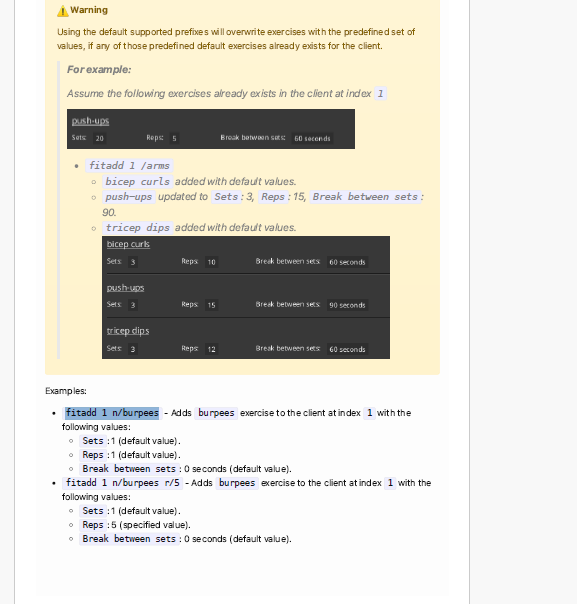 ⚠ Warning
Using the default supported prefixes will overwrite exercises with the predefined set of
values, if any of those predefined default exercises already exists for the client.
For example:
Assume the following exercises already exists in the client at index 1
push-ups
Sets: 20 Reps: 5 Break between sets: 60 seconds
• fitadd 1 /arms
◦ bicep curls added with default values.
◦ push-ups updated to Sets: 3, Reps: 15, Break between sets:
90.
◦ tricep dips added with default values.
bicep curls
Sets: 3 Reps: 10 Break between sets: 60 seconds
push-ups
Sets: 3 Reps: 15 Break between sets: 90 seconds
tricep dips
Sets: 3 Reps: 12 Break between sets: 60 seconds
Examples:
• fitadd 1 n/burpees - Adds burpees exercise to the client at index 1 with the
following values:
◦ Sets : 1 (default value).
◦ Reps : 1 (default value).
◦ Break between sets : 0 seconds (default value).
• fitadd 1 n/burpees r/5 - Adds burpees exercise to the client at index 1 with the
following values:
◦ Sets : 1 (default value).
◦ Reps : 5 (specified value).
◦ Break between sets : 0 seconds (default value).